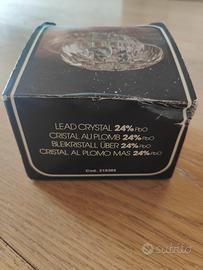 LEAD CRYSTAL 24% PbO
CRISTAL AU PLOMB 24% PbO
BLEIKRISTALL ÜBER 24% PbO
CRISTAL AL PLOMO MAS 24% PbO
subito